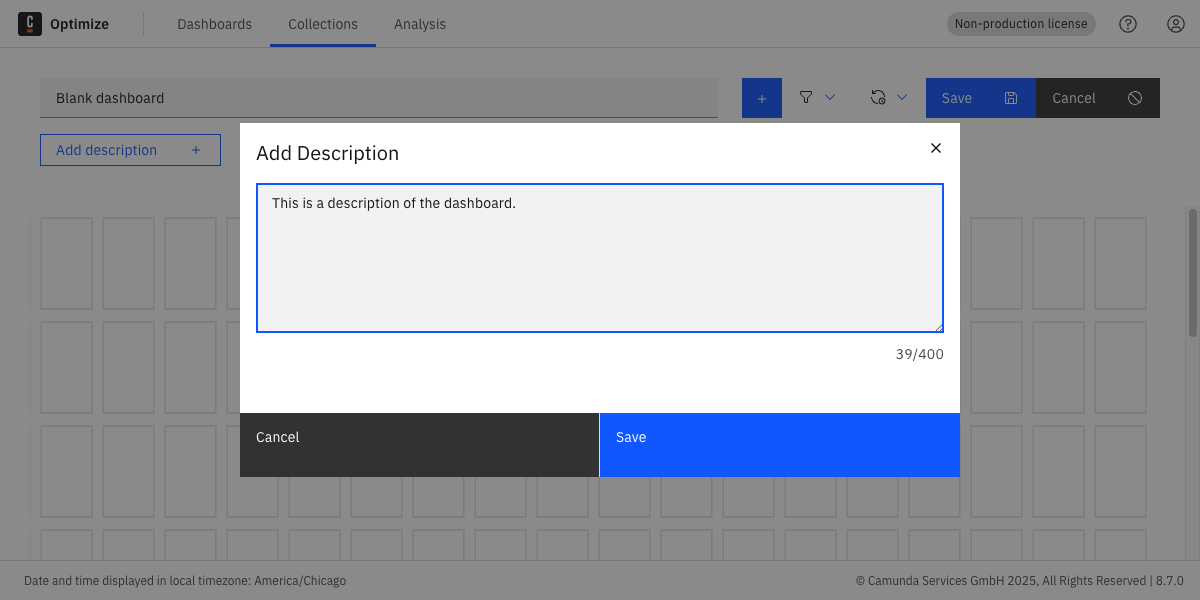 C Optimize Dashboards Collections Analysis Non-production license
Blank dashboard + Save Cancel
Add description +
Add Description
This is a description of the dashboard.
39/400
Cancel Save
Date and time displayed in local timezone: America/Chicago © Camunda Services GmbH 2025, All Rights Reserved | 8.7.0